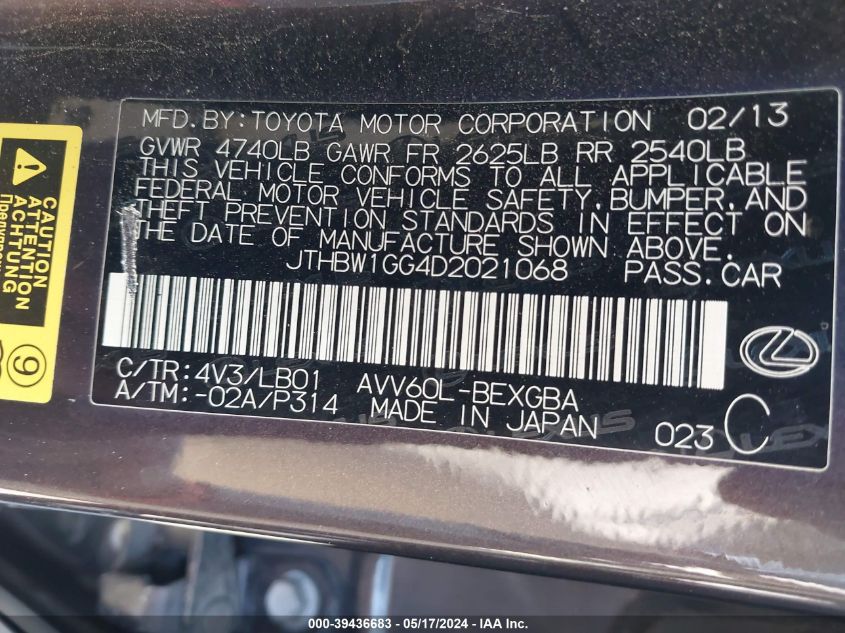 MFD.BY:TOYOTA MOTOR CORPORATION 02/13
GVWR 4740LB GAWR FR 2625LB RR 2540LB
THIS VEHICLE CONFORMS TO ALL APPLICABLE
FEDERAL MOTOR VEHICLE SAFETY,BUMPER,AND
THEFT PREVENTION STANDARDS IN EFFECT ON
THE DATE OF MANUFACTURE SHOWN ABOVE.
JTHBW1GG4D2021068 PASS.CAR
C/TR:4V3/LB01 AVV60L-BEXGBA
A/TM:-02A/P314 MADE IN JAPAN 023 C
CAUTION
ATTENTION
ACHTUNG
9
000-39436683 - 05/17/2024 - IAAI.com